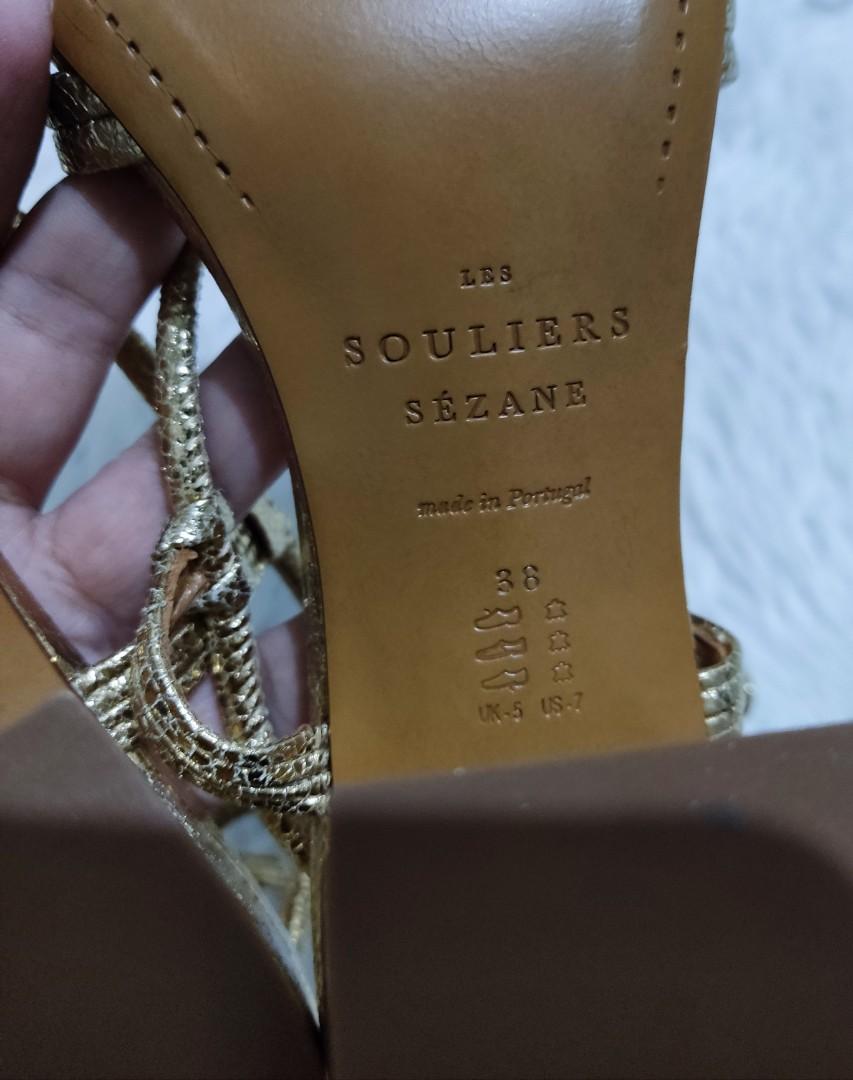 LES
SOULIERS
SÉZANE
made in Portugal
38
UK-5 US-7